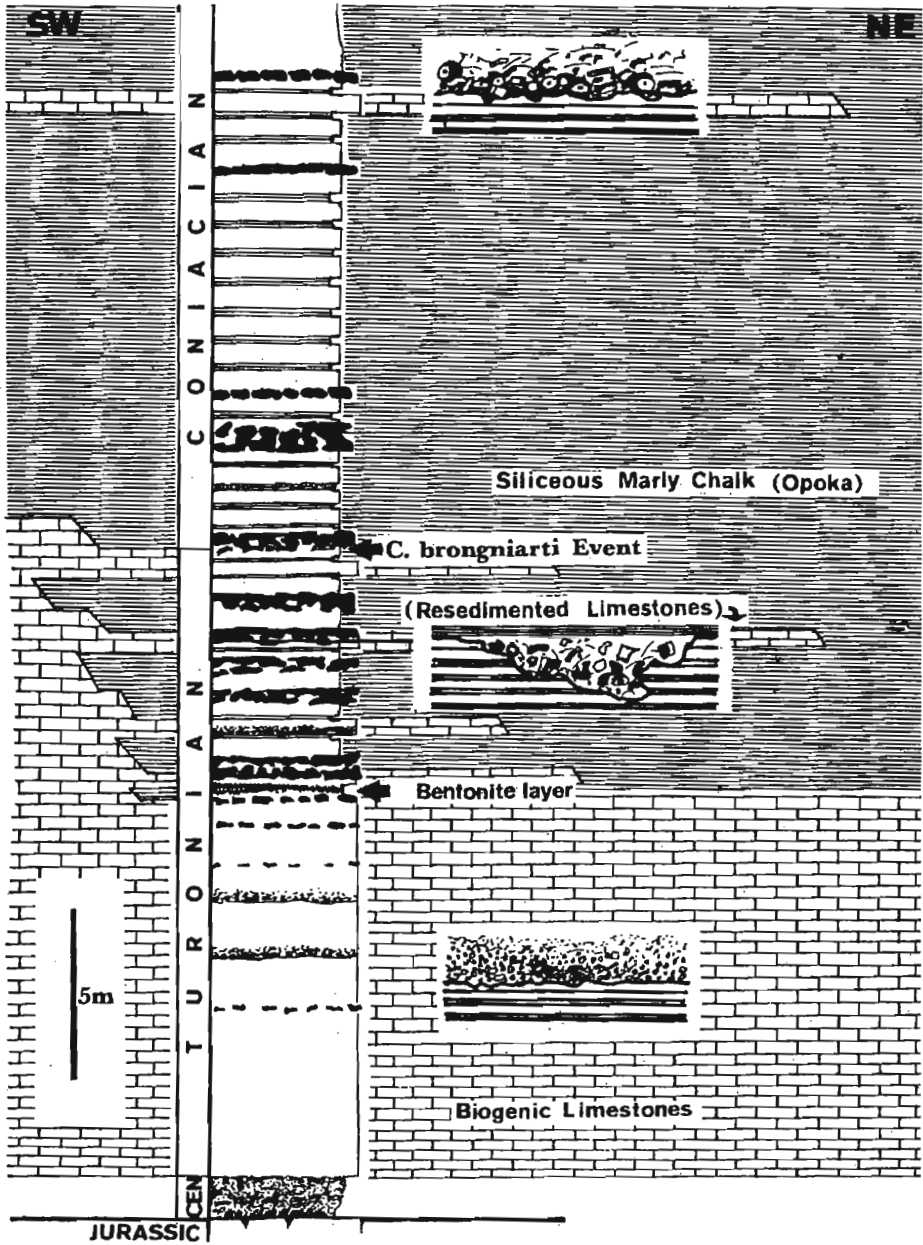 SW
NE
CONIACIAN
Siliceous Marly Chalk (Opoka)
C. brongniarti Event
(Resedimented Limestones)
TURONIAN
Bentonite layer
5m
Biogenic Limestones
CEN
JURASSIC